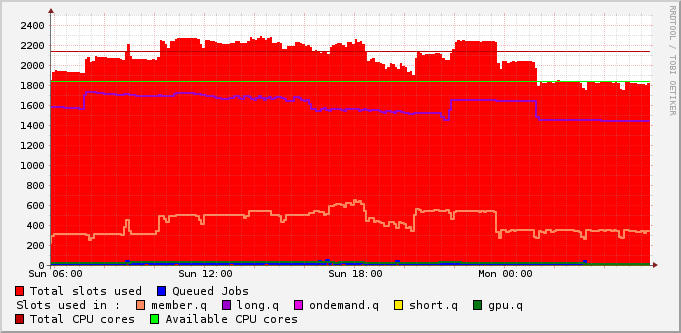 RRDTOOL / TOBI OETIKER
2400
2200
2000
1800
1600
1400
1200
1000
800
600
400
200
0
Sun 06:00 Sun 12:00 Sun 18:00 Mon 00:00
Total slots used Queued Jobs
Slots used in : member.q long.q ondemand.q short.q gpu.q
Total CPU cores Available CPU cores